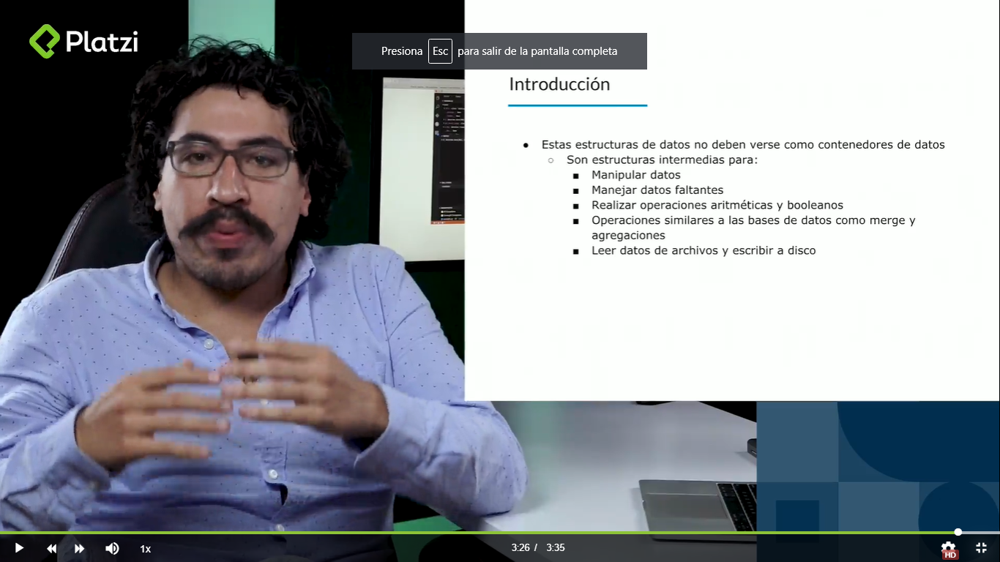 Platzi
Presiona Esc para salir de la pantalla completa
Introducción
● Estas estructuras de datos no deben verse como contenedores de datos
○ Son estructuras intermedias para:
■ Manipular datos
■ Manejar datos faltantes
■ Realizar operaciones aritméticas y booleanos
■ Operaciones similares a las bases de datos como merge y
agregaciones
■ Leer datos de archivos y escribir a disco
1x
3:26 / 3:35
HD